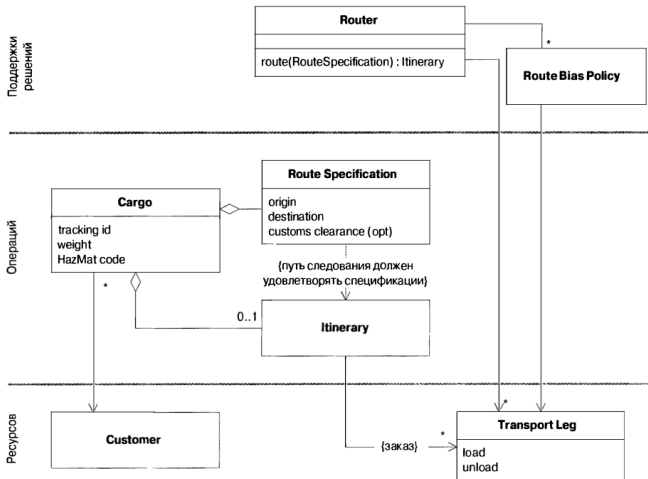 Поддержки
решений
Router
route(RouteSpecification) : Itinerary
*
Route Bias Policy
Операций
Cargo
tracking id
weight
HazMat code
Route Specification
origin
destination
customs clearance (opt)
{путь следования должен
удовлетворять спецификации}
*
0..1
Itinerary
Ресурсов
Customer
{заказ}
*
*
Transport Leg
load
unload